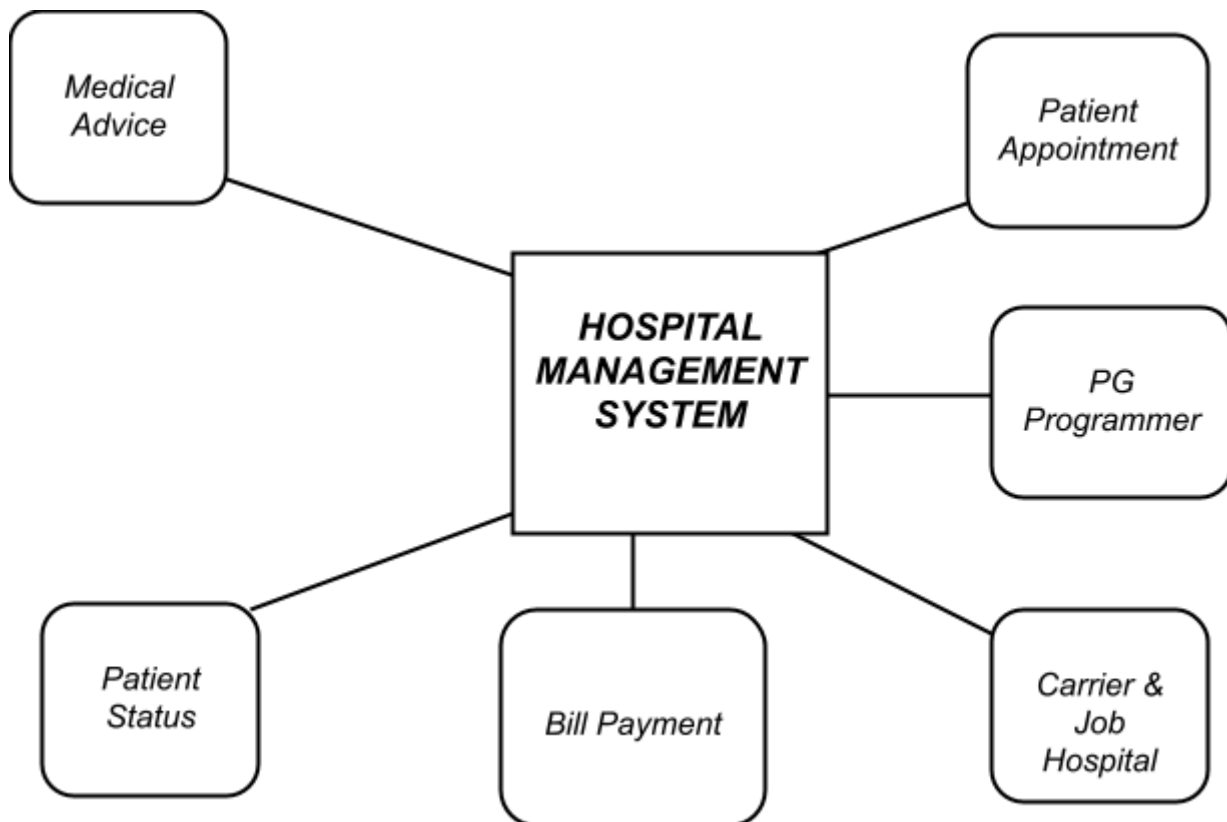 Medical
Advice
Patient
Appointment
HOSPITAL
MANAGEMENT
SYSTEM
PG
Programmer
Patient
Status
Bill Payment
Carrier &
Job
Hospital